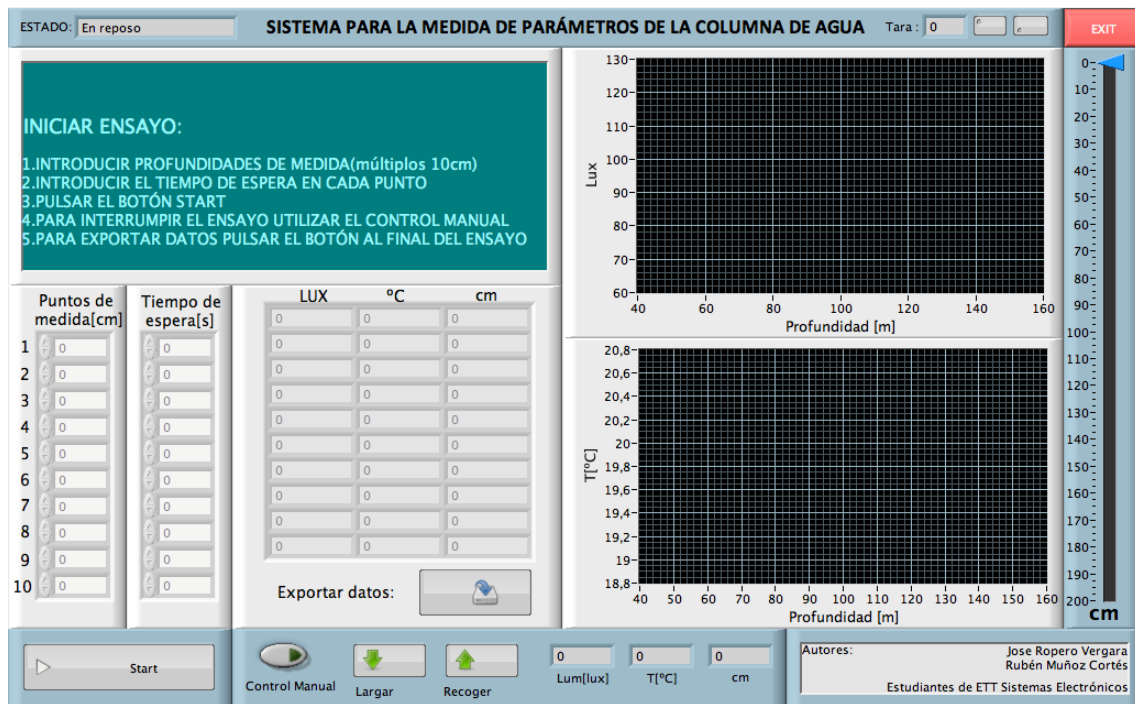 ESTADO: En reposo
SISTEMA PARA LA MEDIDA DE PARÁMETROS DE LA COLUMNA DE AGUA
Tara : 0
EXIT
INICIAR ENSAYO:
1.INTRODUCIR PROFUNDIDADES DE MEDIDA(múltiplos 10cm)
2.INTRODUCIR EL TIEMPO DE ESPERA EN CADA PUNTO
3.PULSAR EL BOTÓN START
4.PARA INTERRUMPIR EL ENSAYO UTILIZAR EL CONTROL MANUAL
5.PARA EXPORTAR DATOS PULSAR EL BOTÓN AL FINAL DEL ENSAYO
Puntos de
medida[cm]
Tiempo de
espera[s]
1 0 0
2 0 0
3 0 0
4 0 0
5 0 0
6 0 0
7 0 0
8 0 0
9 0 0
10 0 0
LUX ºC cm
0 0 0
0 0 0
0 0 0
0 0 0
0 0 0
0 0 0
0 0 0
0 0 0
0 0 0
0 0 0
Exportar datos:
Lux
130
120
110
100
90
80
70
60
40 60 80 100 120 140 160
Profundidad [m]
T[ºC]
20,8
20,6
20,4
20,2
20
19,8
19,6
19,4
19,2
19
18,8
40 50 60 70 80 90 100 110 120 130 140 150 160
Profundidad [m]
0
10
20
30
40
50
60
70
80
90
100
110
120
130
140
150
160
170
180
190
200
cm
Start
Control Manual
Largar
Recoger
0 0 0
Lum[lux] T[ºC] cm
Autores: Jose Ropero Vergara
Rubén Muñoz Cortés
Estudiantes de ETT Sistemas Electrónicos